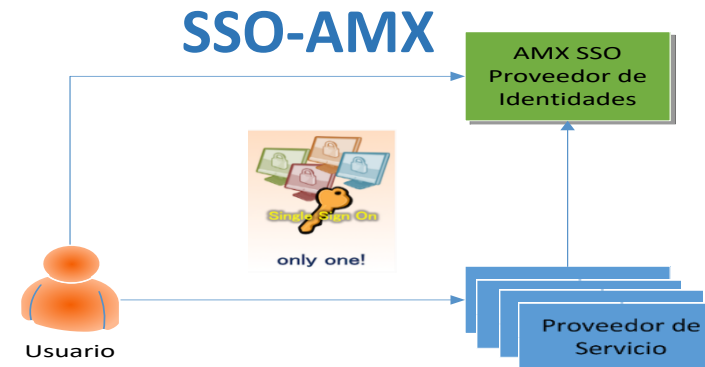 SSO-AMX
AMX SSO
Proveedor de
Identidades
Single Sign On
only one!
Usuario
Proveedor de
Servicio